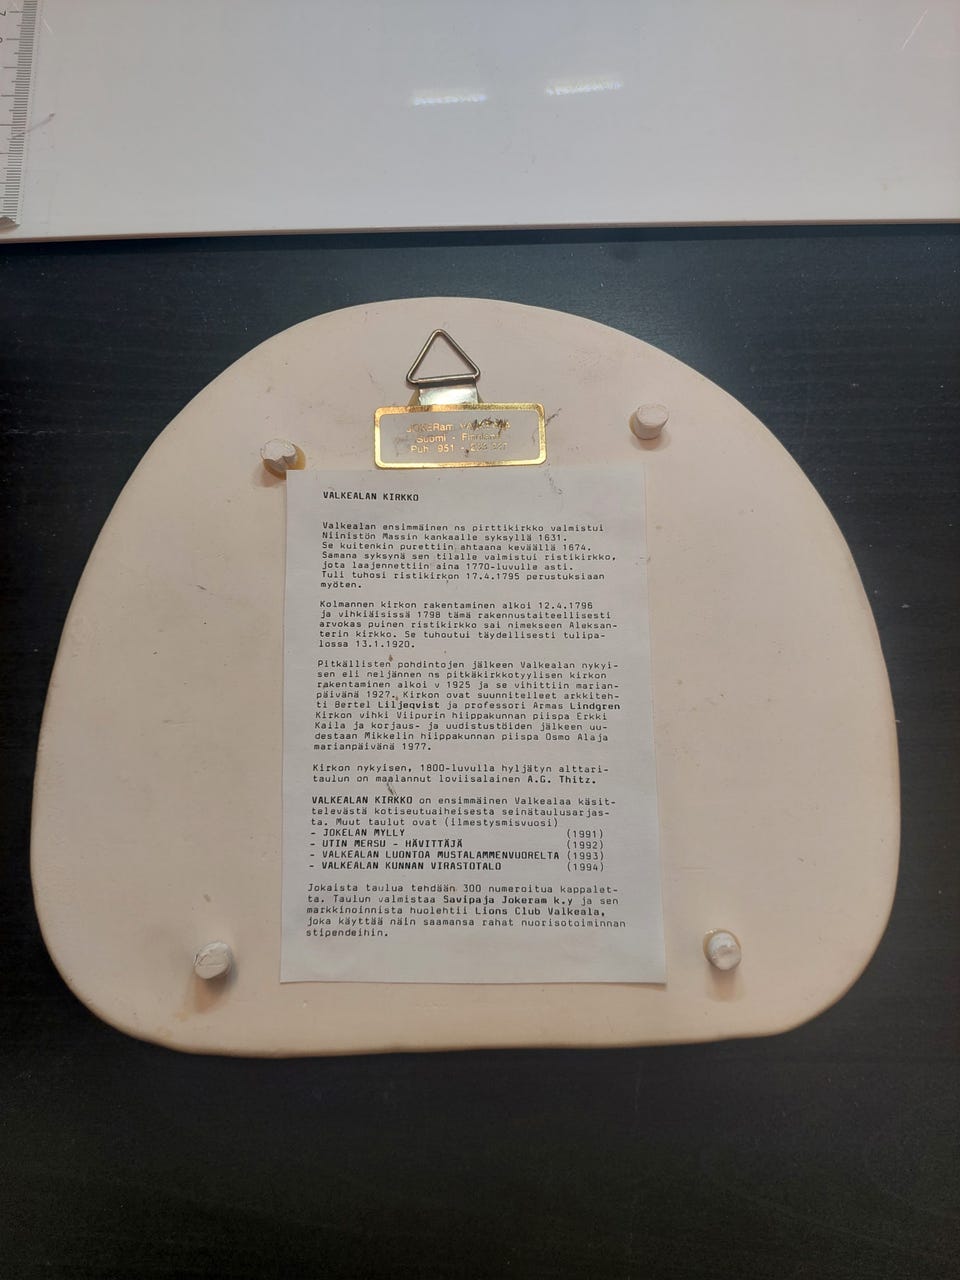 JOKERam VALKEALA
Suomi - Finland
Puh. 951 -
VALKEALAN KIRKKO
Valkealan ensimmäinen ns pirttikirkko valmistui
Niinistön Massin kankaalle syksyllä 1631.
Se kuitenkin purettiin ahtaana keväällä 1674.
Samana syksynä sen tilalle valmistui ristikirkko,
jota laajennettiin aina 1770-luvulle asti.
Tuli tuhosi ristikirkon 17.4.1795 perustuksiaan
myöten.
Kolmannen kirkon rakentaminen alkoi 12.4.1796
ja vihkiäisissä 1798 tämä rakennustaiteellisesti
arvokas puinen ristikirkko sai nimekseen Aleksan-
terin kirkko. Se tuhoutui täydellisesti tulipa-
lossa 13.1.1920.
Pitkällisten pohdintojen jälkeen Valkealan nykyi-
sen eli neljännen ns pitkäkirkkotyylisen kirkon
rakentaminen alkoi v 1925 ja se vihittiin marian-
päivänä 1927. Kirkon ovat suunnitelleet arkkiteh-
ti Bertel Liljeqvist ja professori Armas Lindgren
Kirkon vihki Viipurin hiippakunnan piispa Erkki
Kaila ja korjaus- ja uudistustöiden jälkeen uu-
destaan Mikkelin hiippakunnan piispa Osmo Alaja
marianpäivänä 1977.
Kirkon nykyisen, 1800-luvulla hyljätyn alttari-
taulun on maalannut loviisalainen A.G. Thitz.
VALKEALAN KIRKKO on ensimmäinen Valkealaa käsit-
televästä kotiseutuaiheisesta seinätaulusarjas-
ta. Muut taulut ovat (ilmestysmisvuosi)
- JOKELAN MYLLY (1991)
- UTIN MERSU - HÄVITTÄJÄ (1992)
- VALKEALAN LUONTOA MUSTALAMMENVUORELTA (1993)
- VALKEALAN KUNNAN VIRASTOTALO (1994)
Jokaista taulua tehdään 300 numeroitua kappalet-
ta. Taulun valmistaa Savipaja Jokeram k.y ja sen
markkinoinnista huolehtii Lions Club Valkeala,
joka käyttää näin saamansa rahat nuorisotoiminnan
stipendeihin.